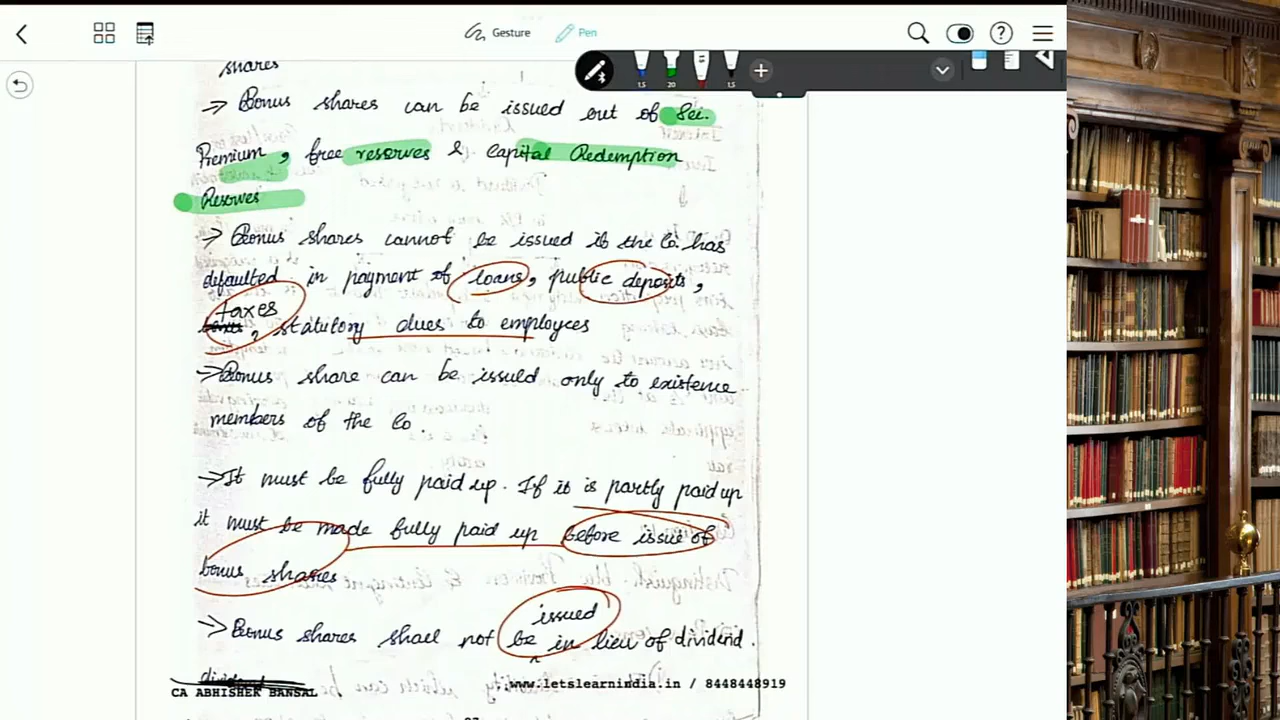 Gesture
Pen
shares
→ Bonus shares can be issued out of Sec.
Premium, free reserves & Capital Redemption
Reserves
→ Bonus shares cannot be issued if the Co. has
defaulted in payment of loans, public deposits,
taxes
, statutory dues to employees
→ Bonus share can be issued only to existence
members of the Co.
→ It must be fully paid up. If it is partly paid up
it must be made fully paid up before issue of
bonus shares
issued
→ Bonus shares shall not be in lieu of dividend.
dividend
CA ABHISHEK BANSAL
www.letslearnindia.in / 8448448919